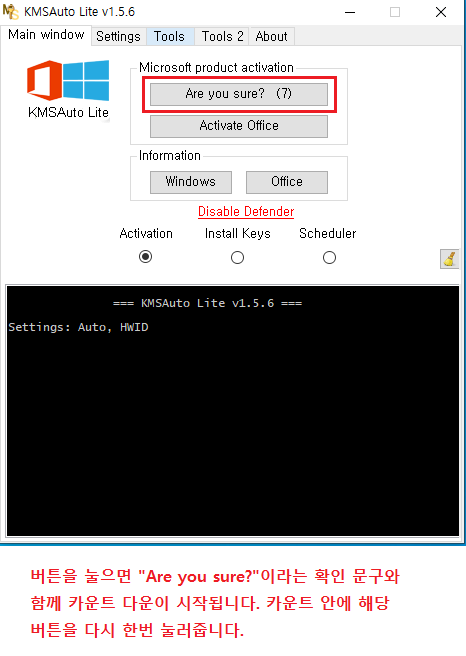 KMSAuto Lite v1.5.6
Main window Settings Tools Tools 2 About
Microsoft product activation
Are you sure? (7)
KMSAuto Lite
Activate Office
Information
Windows Office
Disable Defender
Activation Install Keys Scheduler
=== KMSAuto Lite v1.5.6 ===
Settings: Auto, HWID
버튼을 눌으면 "Are you sure?"이라는 확인 문구와
함께 카운트 다운이 시작됩니다. 카운트 안에 해당
버튼을 다시 한번 눌러줍니다.